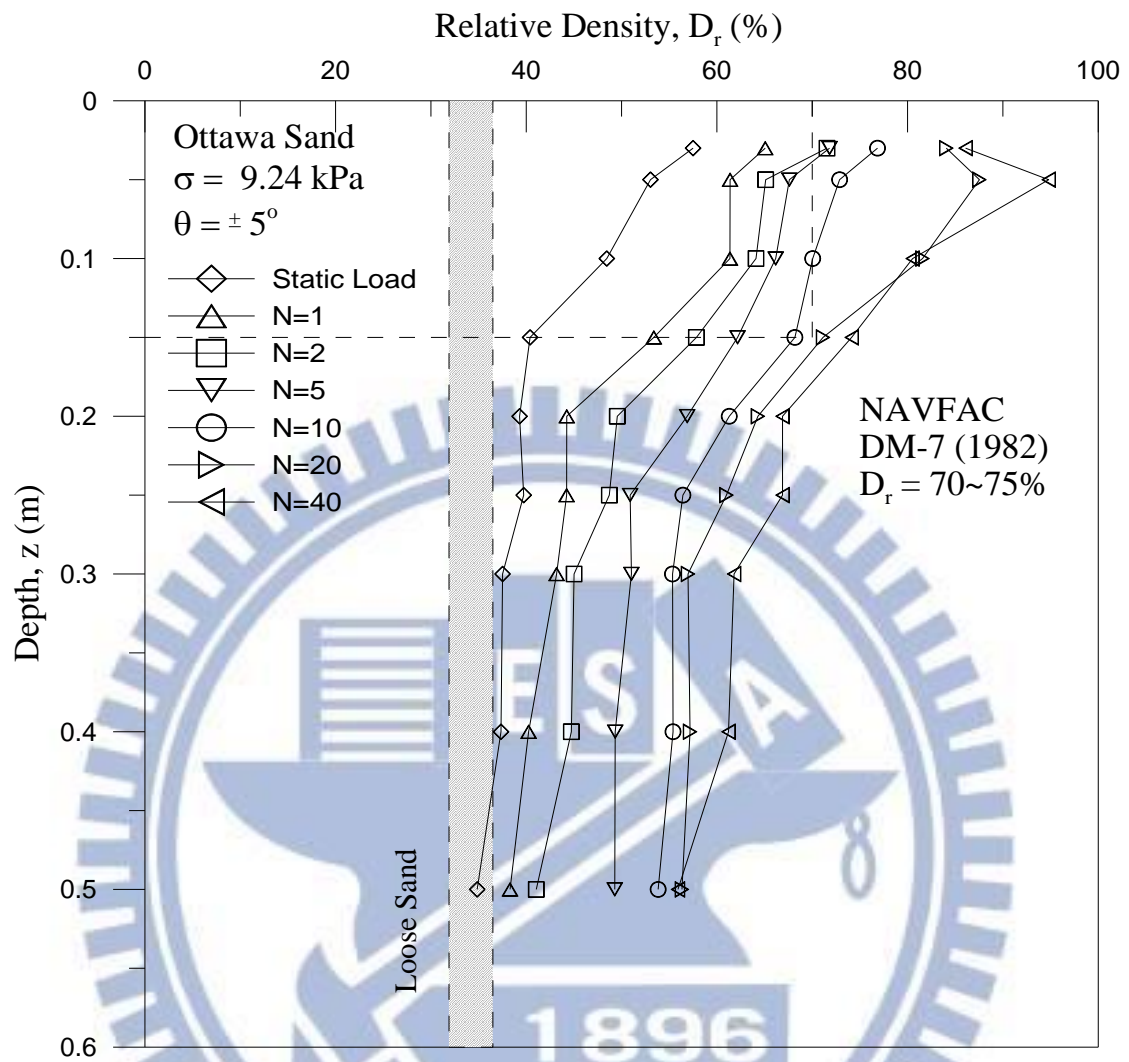 Relative Density, Dr (%)
0 20 40 60 80 100
0
0.1
0.2
0.3
0.4
0.5
0.6
Depth, z (m)
Ottawa Sand
σ = 9.24 kPa
θ = ± 5°
Static Load
N=1
N=2
N=5
N=10
N=20
N=40
NAVFAC
DM-7 (1982)
Dr = 70~75%
Loose Sand
E S A
1896